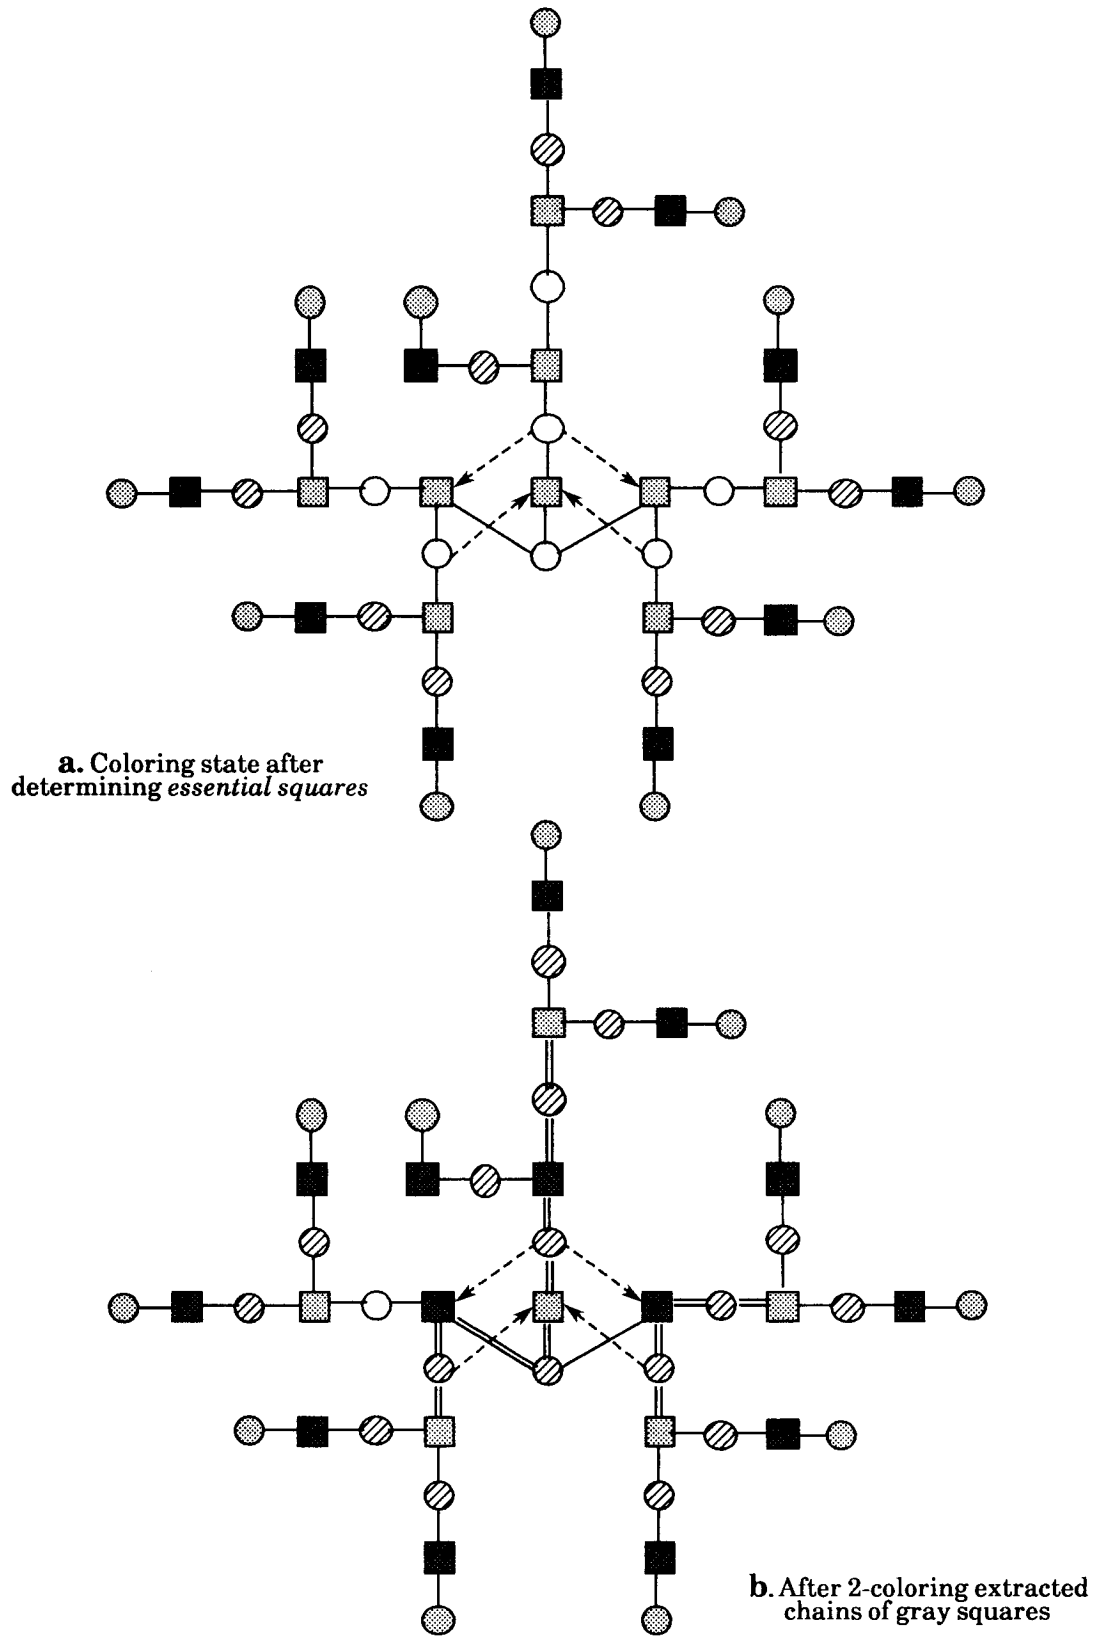 a. Coloring state after
determining essential squares
b. After 2-coloring extracted
chains of gray squares